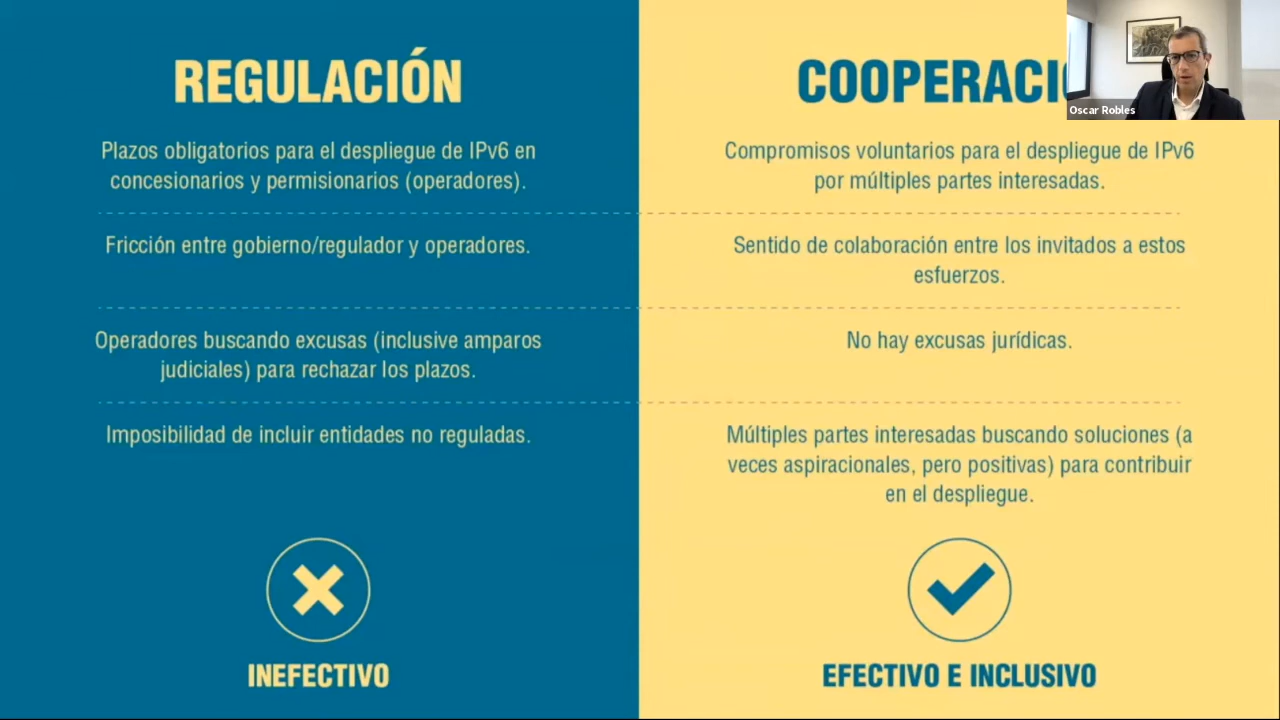 REGULACIÓN
Plazos obligatorios para el despliegue de IPv6 en
concesionarios y permisionarios (operadores).
Fricción entre gobierno/regulador y operadores.
Operadores buscando excusas (inclusive amparos
judiciales) para rechazar los plazos.
Imposibilidad de incluir entidades no reguladas.
INEFECTIVO
COOPERACI
Compromisos voluntarios para el despliegue de IPv6
por múltiples partes interesadas.
Sentido de colaboración entre los invitados a estos
esfuerzos.
No hay excusas jurídicas.
Múltiples partes interesadas buscando soluciones (a
veces aspiracionales, pero positivas) para contribuir
en el despliegue.
EFECTIVO E INCLUSIVO
Oscar Robles